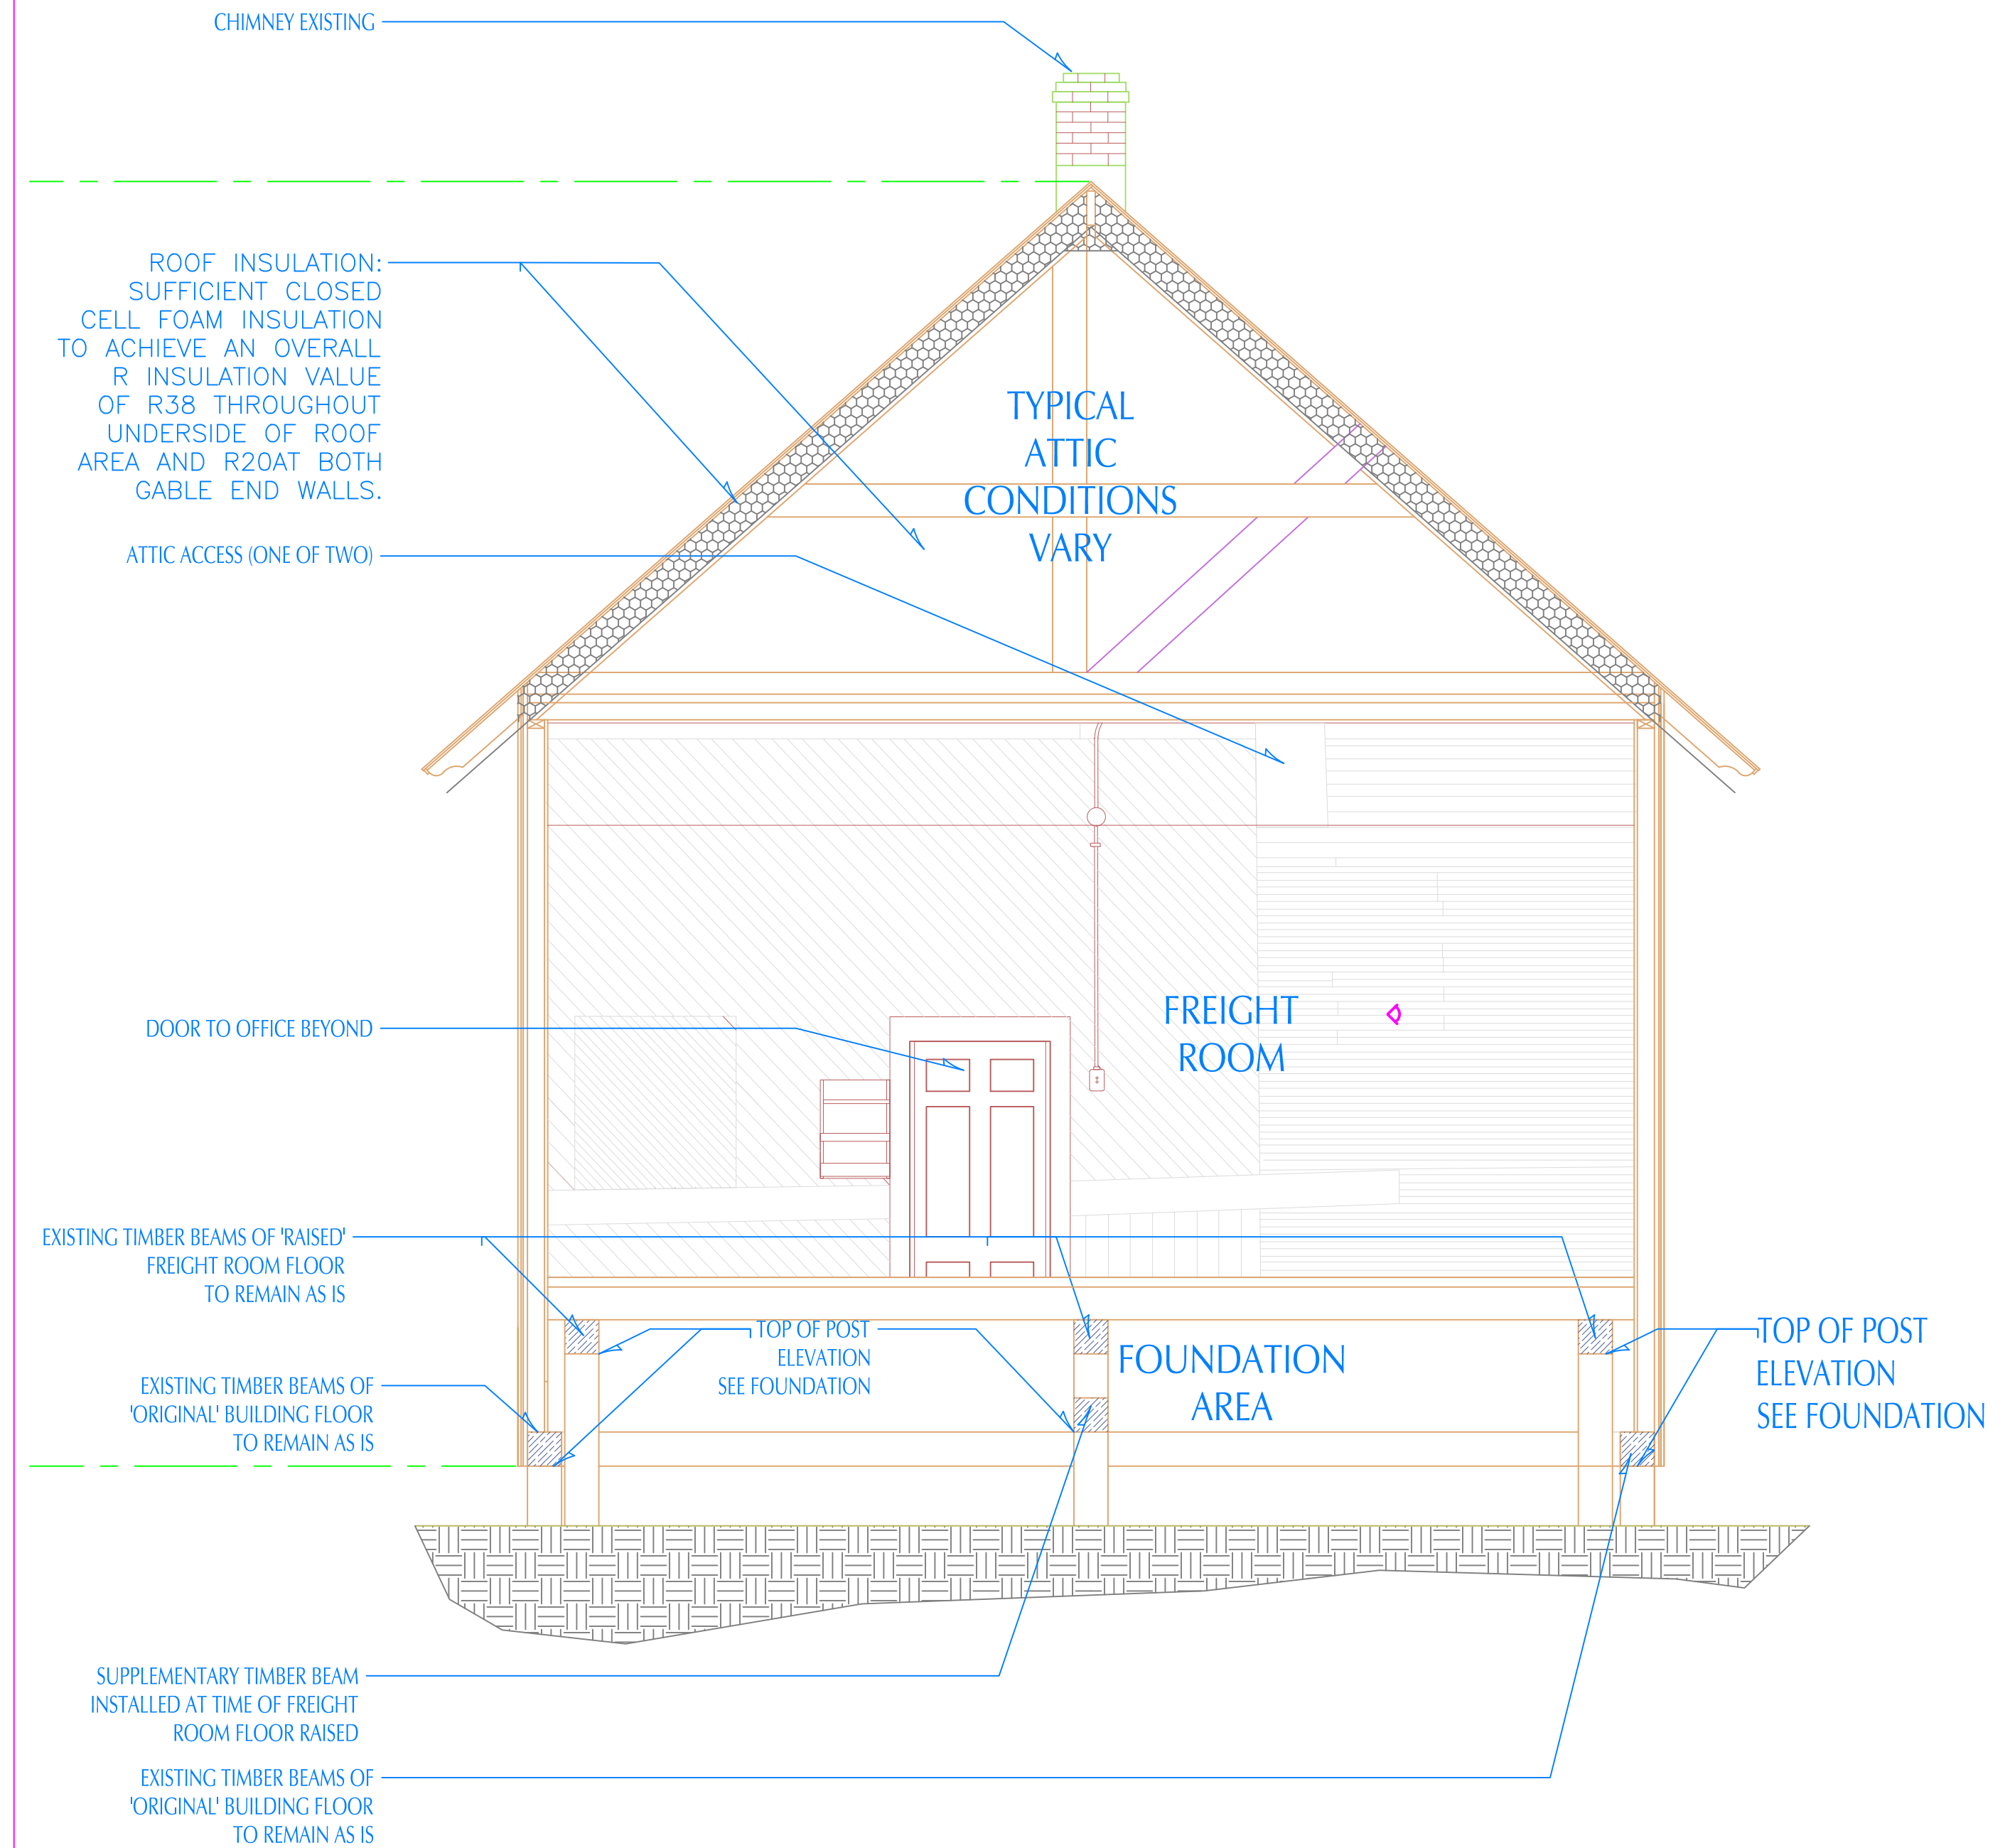 CHIMNEY EXISTING
ROOF INSULATION:
SUFFICIENT CLOSED
CELL FOAM INSULATION
TO ACHIEVE AN OVERALL
R INSULATION VALUE
OF R38 THROUGHOUT
UNDERSIDE OF ROOF
AREA AND R20AT BOTH
GABLE END WALLS.
TYPICAL
ATTIC
CONDITIONS
VARY
ATTIC ACCESS (ONE OF TWO)
FREIGHT
ROOM
DOOR TO OFFICE BEYOND
EXISTING TIMBER BEAMS OF 'RAISED'
FREIGHT ROOM FLOOR
TO REMAIN AS IS
TOP OF POST
ELEVATION
SEE FOUNDATION
FOUNDATION
AREA
TOP OF POST
ELEVATION
SEE FOUNDATION
EXISTING TIMBER BEAMS OF
'ORIGINAL' BUILDING FLOOR
TO REMAIN AS IS
SUPPLEMENTARY TIMBER BEAM
INSTALLED AT TIME OF FREIGHT
ROOM FLOOR RAISED
EXISTING TIMBER BEAMS OF
'ORIGINAL' BUILDING FLOOR
TO REMAIN AS IS